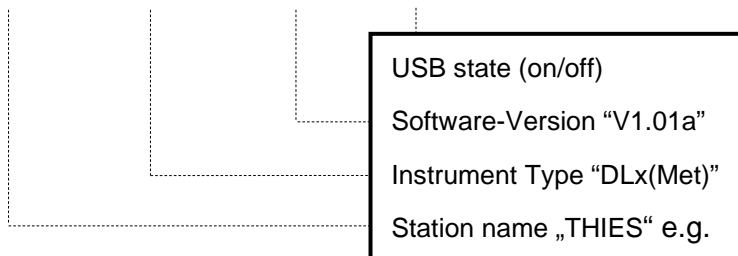 USB state (on/off)
Software-Version “V1.01a”
Instrument Type “DLx(Met)”
Station name „THIES“ e.g.